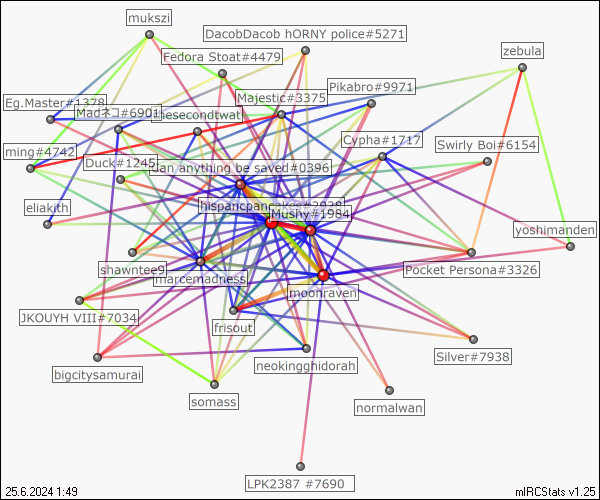 mukszi
DacobDacob hORNY police#5271
zebula
Fedora Stoat#4479
Pikabro#9971
Majestic#3375
Eg.Master#1378
Madネコ#6901
hesecondtwat
Cypha#1717
Swirly Boi#6154
ming#4742
Duck#1245
can anything be saved#0396
eliakith
Mushy#1984
yoshimanden
shawntee9
marcemadness
Pocket Persona#3326
moonraven
JKOUYH VIII#7034
frisout
Silver#7938
bigcitysamurai
neokingghidorah
somass
normalwan
LPK2387 #7690
25.6.2024 1:49
mIRCStats v1.25